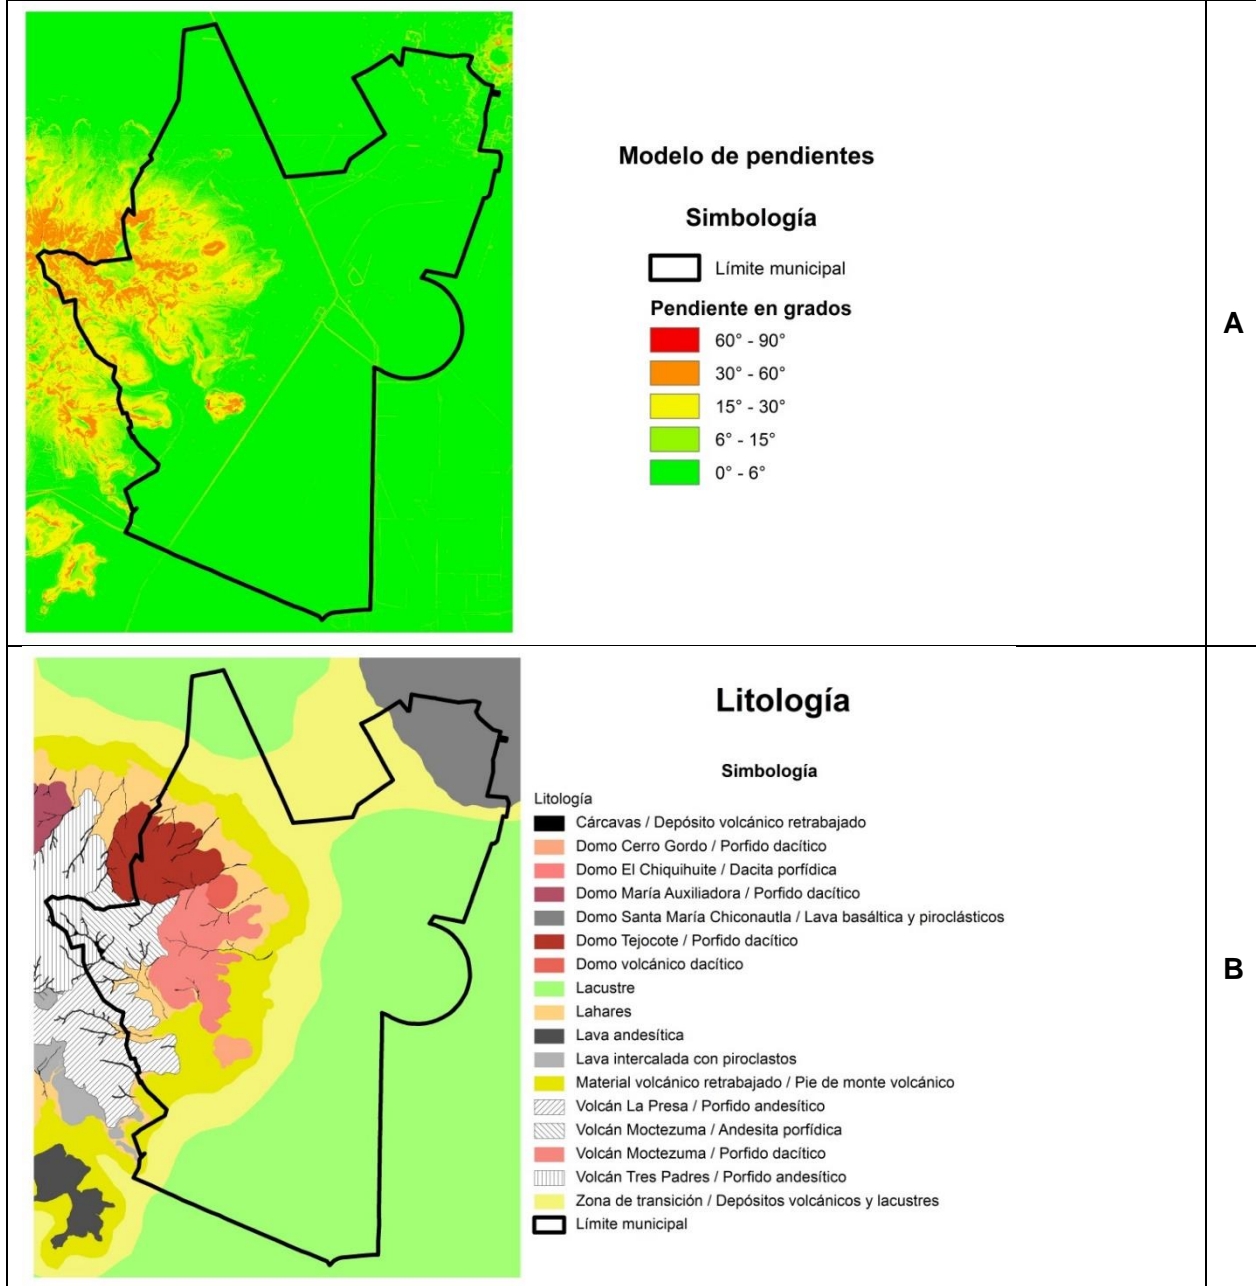 Modelo de pendientes
Simbología
Límite municipal
Pendiente en grados
60° - 90°
30° - 60°
15° - 30°
6° - 15°
0° - 6°
A
Litología
Simbología
Litología
Cárcavas / Depósito volcánico retrabajado
Domo Cerro Gordo / Porfido dacítico
Domo El Chiquihuite / Dacita porfídica
Domo María Auxiliadora / Porfido dacítico
Domo Santa María Chiconautla / Lava basáltica y piroclásticos
Domo Tejocote / Porfido dacítico
Domo volcánico dacítico
Lacustre
Lahares
Lava andesítica
Lava intercalada con piroclastos
Material volcánico retrabajado / Pie de monte volcánico
Volcán La Presa / Porfido andesítico
Volcán Moctezuma / Andesita porfídica
Volcán Moctezuma / Porfido dacítico
Volcán Tres Padres / Porfido andesítico
Zona de transición / Depósitos volcánicos y lacustres
Límite municipal
B